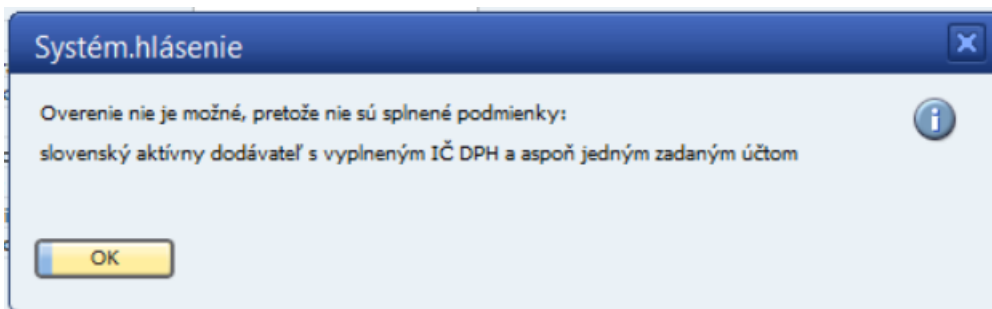 Systém.hlásenie
Overenie nie je možné, pretože nie sú splnené podmienky:
slovenský aktívny dodávateľ s vyplneným IČ DPH a aspoň jedným zadaným účtom
OK